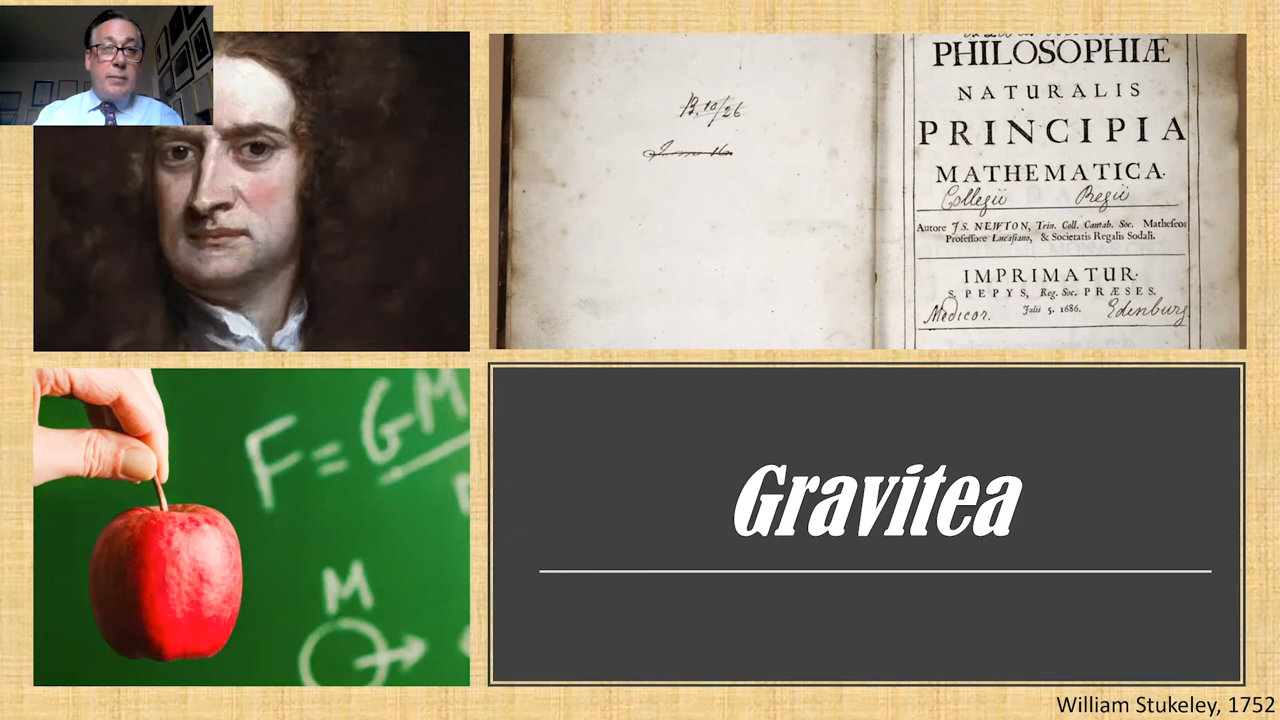 B. 10/26
PHILOSOPHIÆ
NATURALIS
PRINCIPIA
MATHEMATICA.
Collegii Regii
Autore JS. NEWTON, Trin. Coll. Cantab. Soc. Matheseos
Professore Lucasiano, & Societatis Regalis Sodali.
IMPRIMATUR.
S. PEPYS, Reg. Soc. PRÆSES.
Medicor. Julii 5. 1686. Edenburg
F = GM
M
Gravitea
William Stukeley, 1752